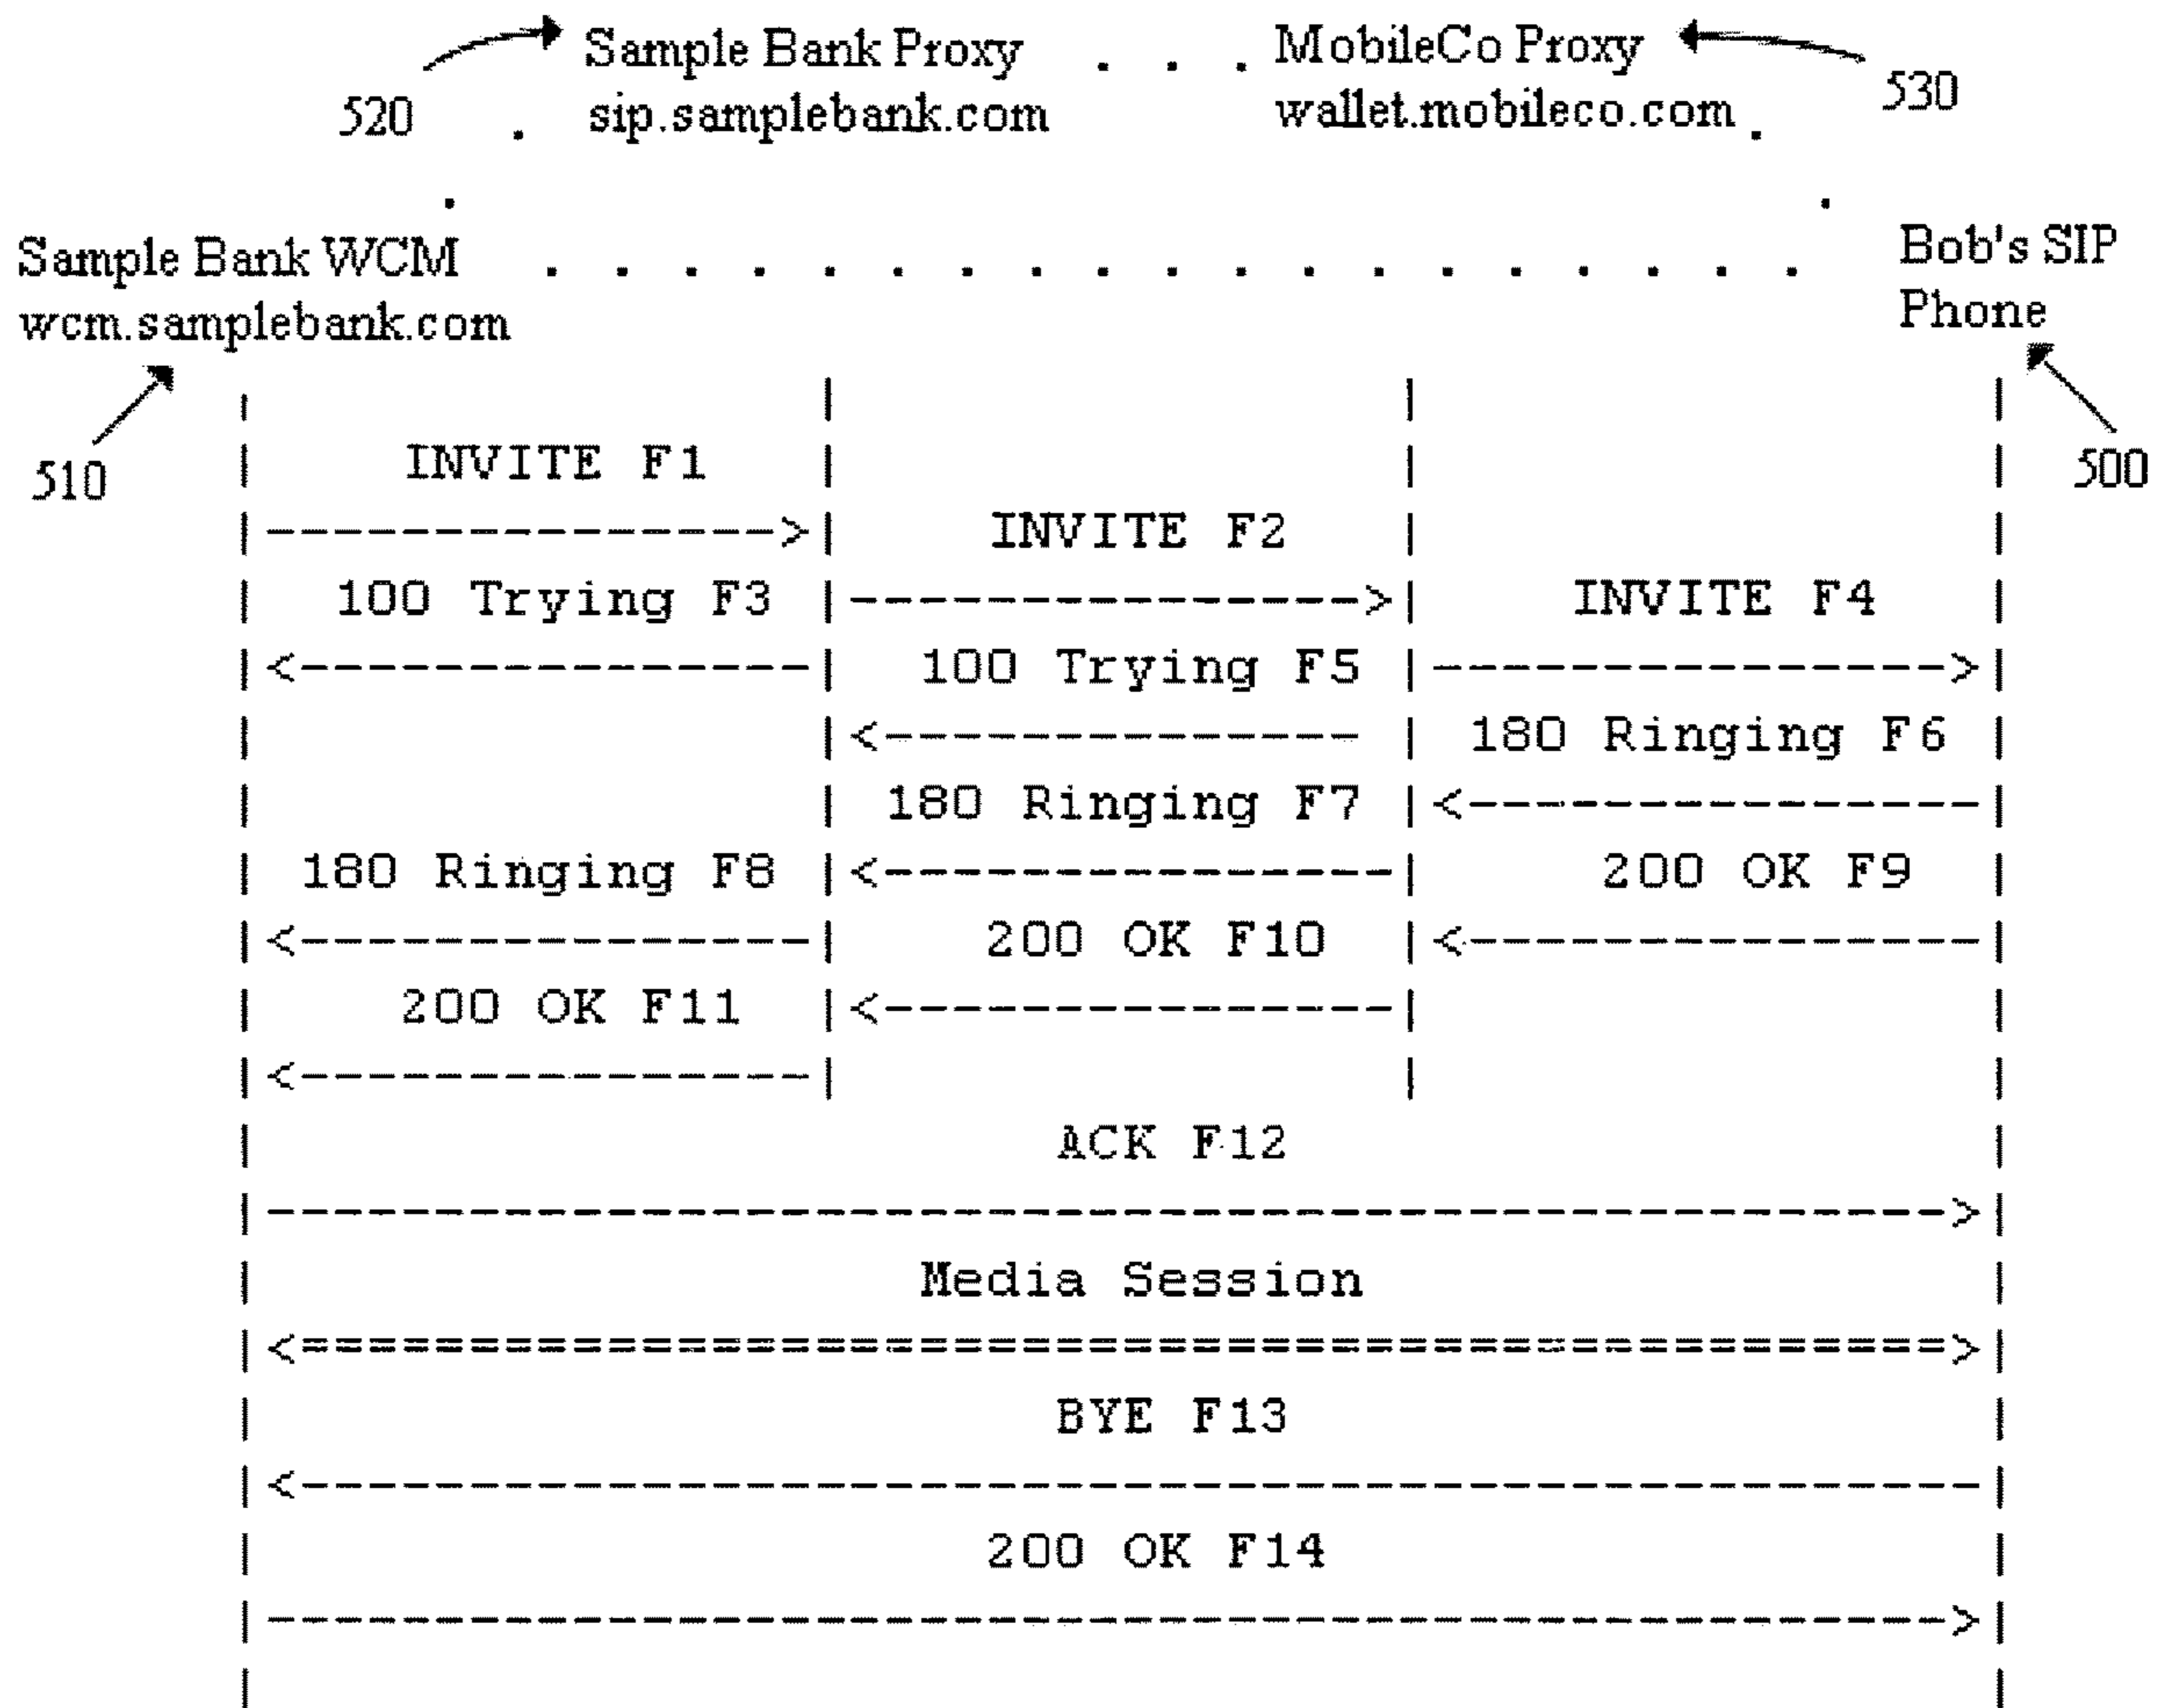 Sample Bank Proxy . . . MobileCo Proxy
520 sip.samplebank.com wallet.mobileco.com 530
Sample Bank WCM Bob's SIP
wcm.samplebank.com Phone
510 INVITE F1 500
INVITE F2
100 Trying F3 INVITE F4
100 Trying F5
180 Ringing F6
180 Ringing F7
180 Ringing F8 200 OK F9
200 OK F10
200 OK F11
ACK F12
Media Session
BYE F13
200 OK F14